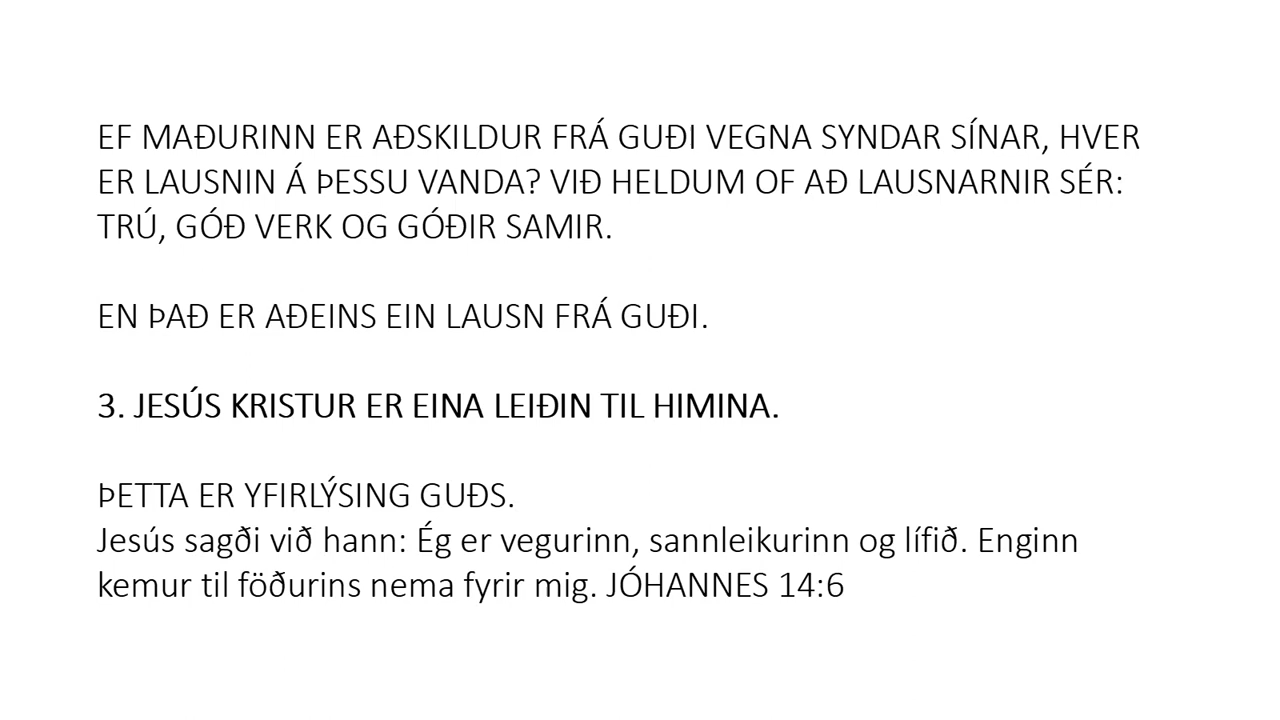 EF MAÐURINN ER AÐSKILDUR FRÁ GUÐI VEGNA SYNDAR SÍNAR, HVER
ER LAUSNIN Á ÞESSU VANDA? VIÐ HELDUM OF AÐ LAUSNARNIR SÉR:
TRÚ, GÓÐ VERK OG GÓÐIR SAMIR.
EN ÞAÐ ER AÐEINS EIN LAUSN FRÁ GUÐI.
3. JESÚS KRISTUR ER EINA LEIÐIN TIL HIMINA.
ÞETTA ER YFIRLÝSING GUÐS.
Jesús sagði við hann: Ég er vegurinn, sannleikurinn og lífið. Enginn
kemur til föðurins nema fyrir mig. JÓHANNES 14:6